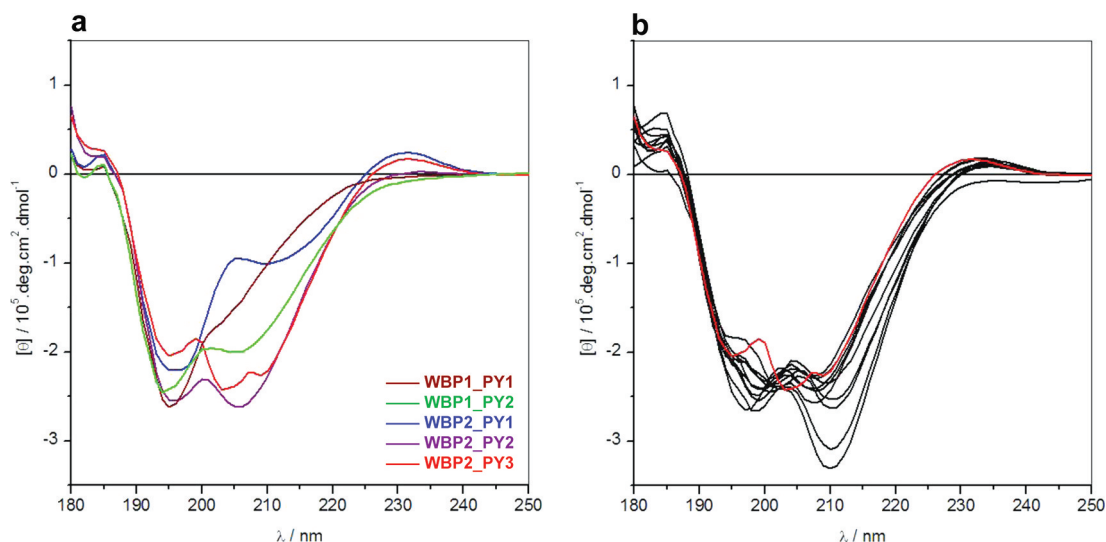 a
1
0
-1
-2
-3
[θ] / 10⁵.deg.cm².dmol⁻¹
WBP1_PY1
WBP1_PY2
WBP2_PY1
WBP2_PY2
WBP2_PY3
180 190 200 210 220 230 240 250
λ / nm
b
1
0
-1
-2
-3
[θ] / 10⁵.deg.cm².dmol⁻¹
180 190 200 210 220 230 240 250
λ / nm